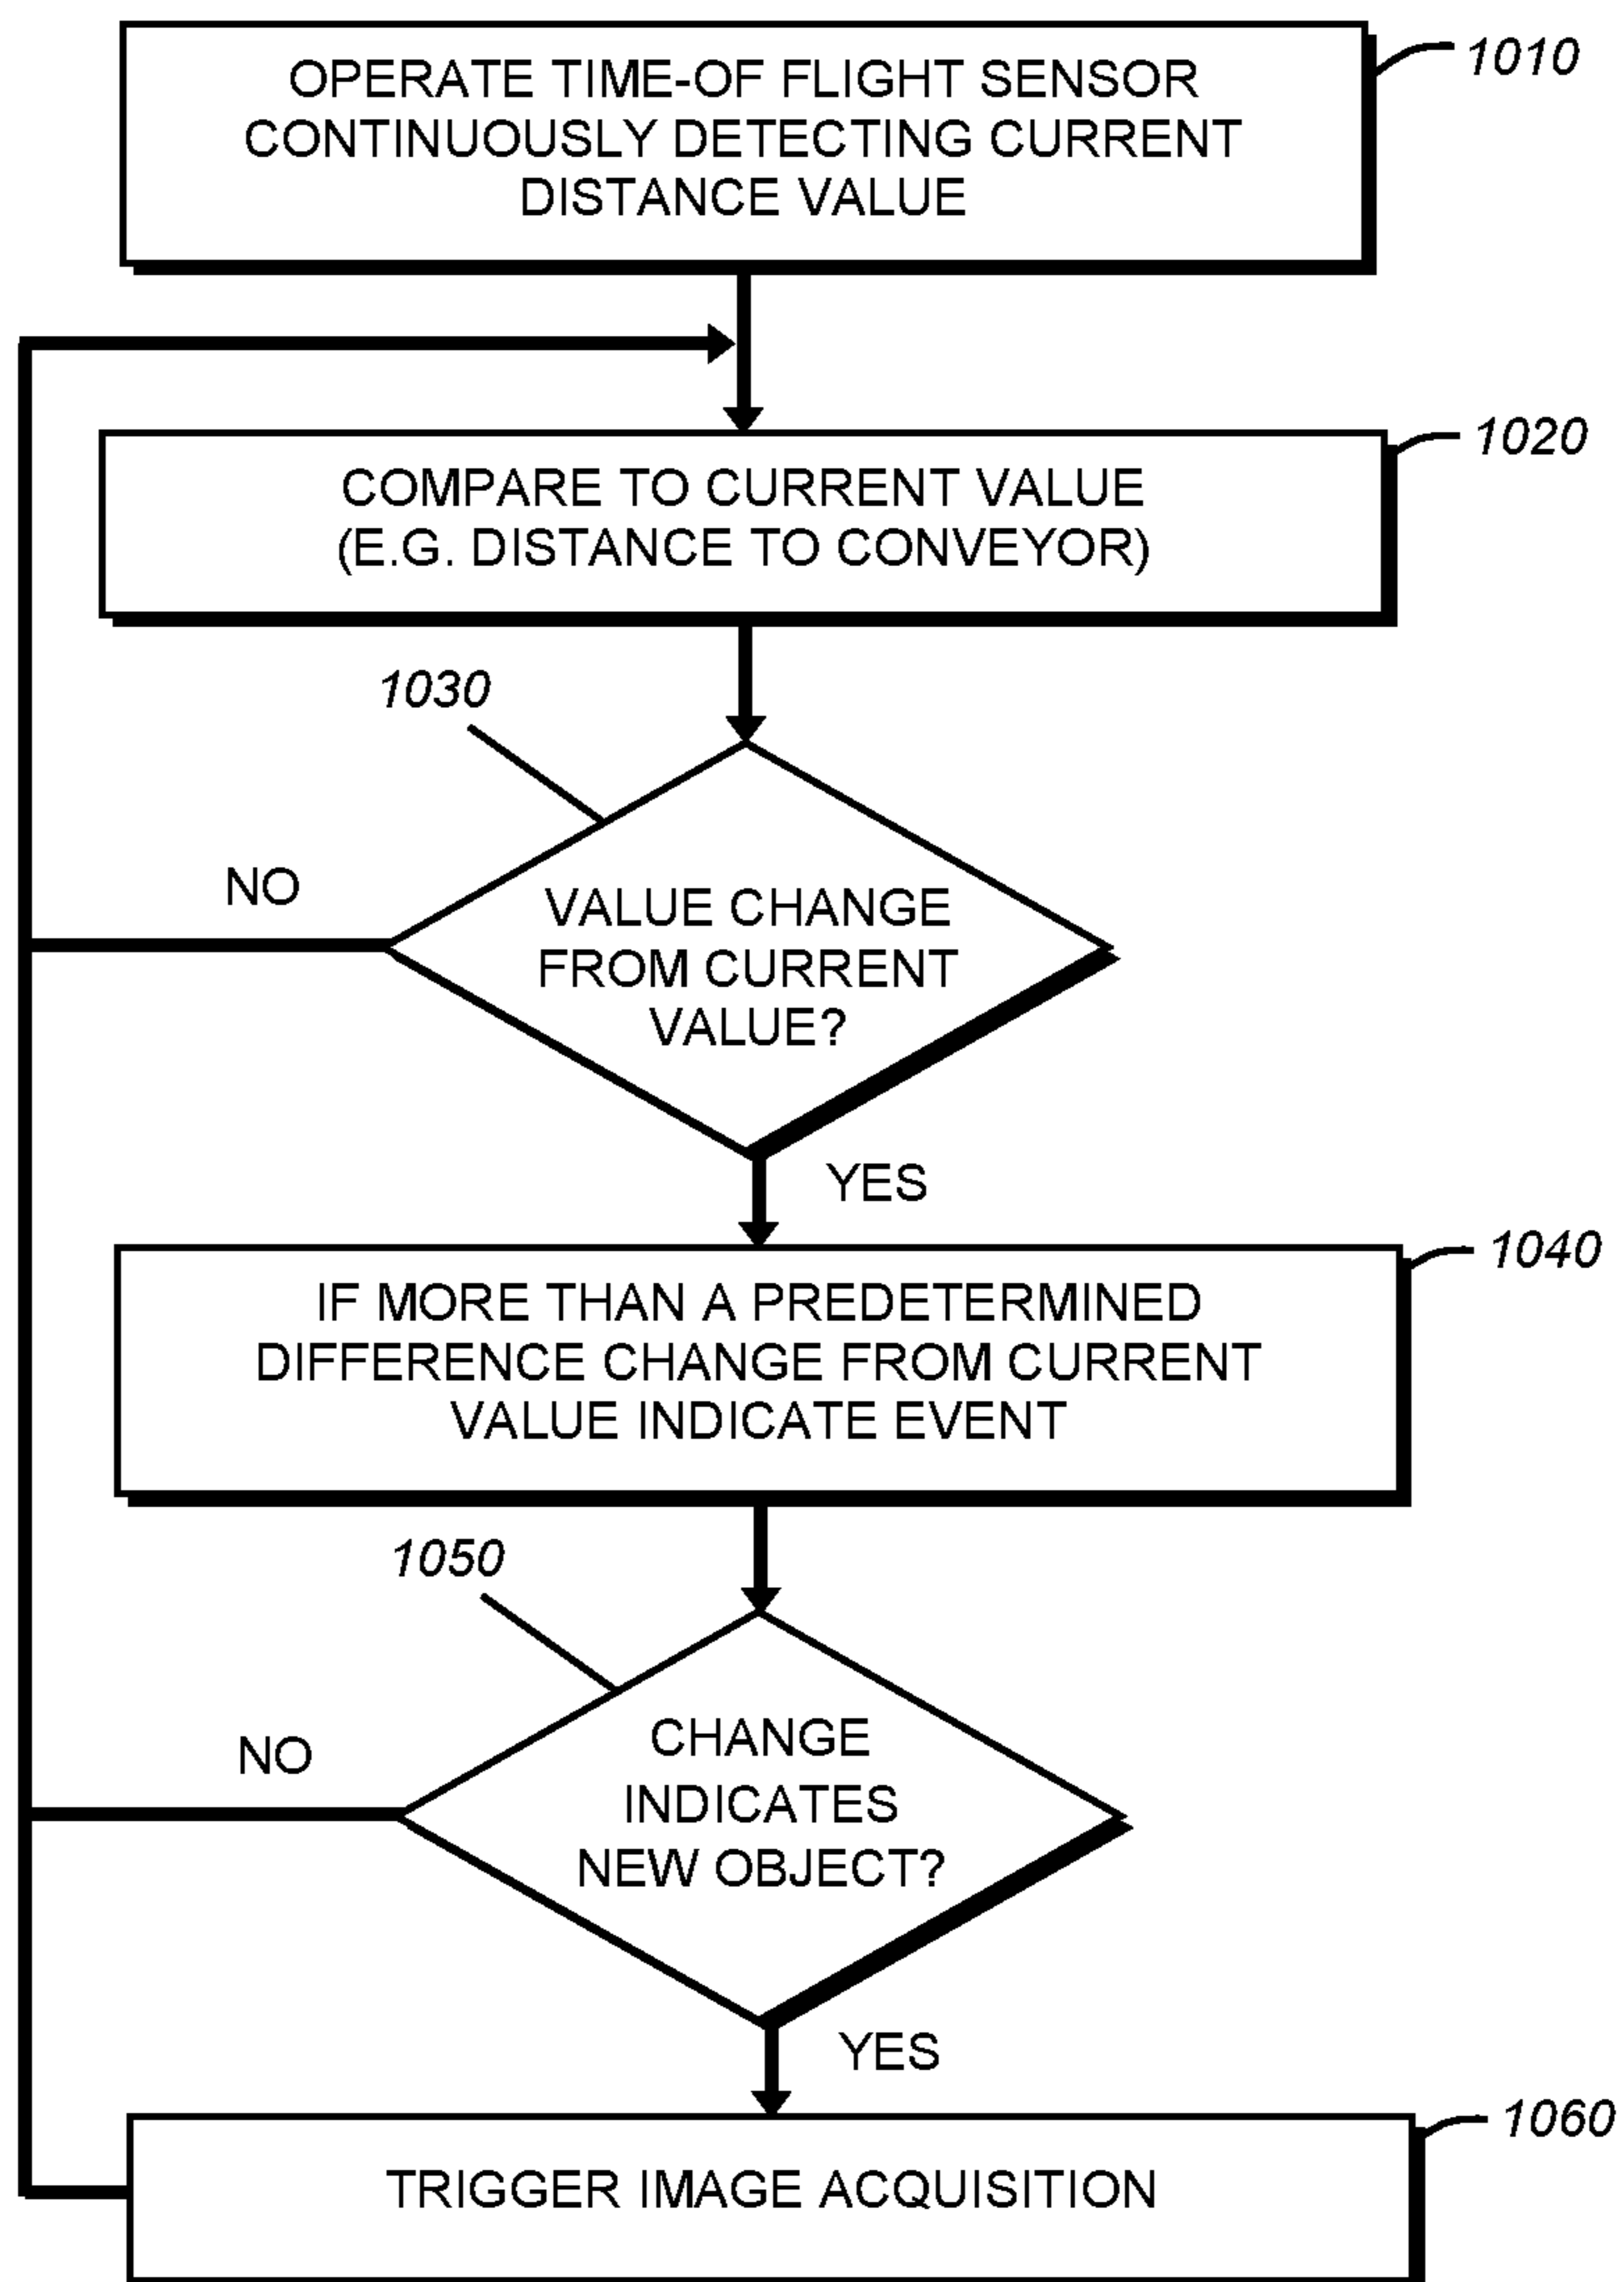 OPERATE TIME-OF FLIGHT SENSOR
CONTINUOUSLY DETECTING CURRENT
DISTANCE VALUE
1010
COMPARE TO CURRENT VALUE
(E.G. DISTANCE TO CONVEYOR)
1020
1030
NO
VALUE CHANGE
FROM CURRENT
VALUE?
YES
IF MORE THAN A PREDETERMINED
DIFFERENCE CHANGE FROM CURRENT
VALUE INDICATE EVENT
1040
1050
NO
CHANGE
INDICATES
NEW OBJECT?
YES
TRIGGER IMAGE ACQUISITION
1060